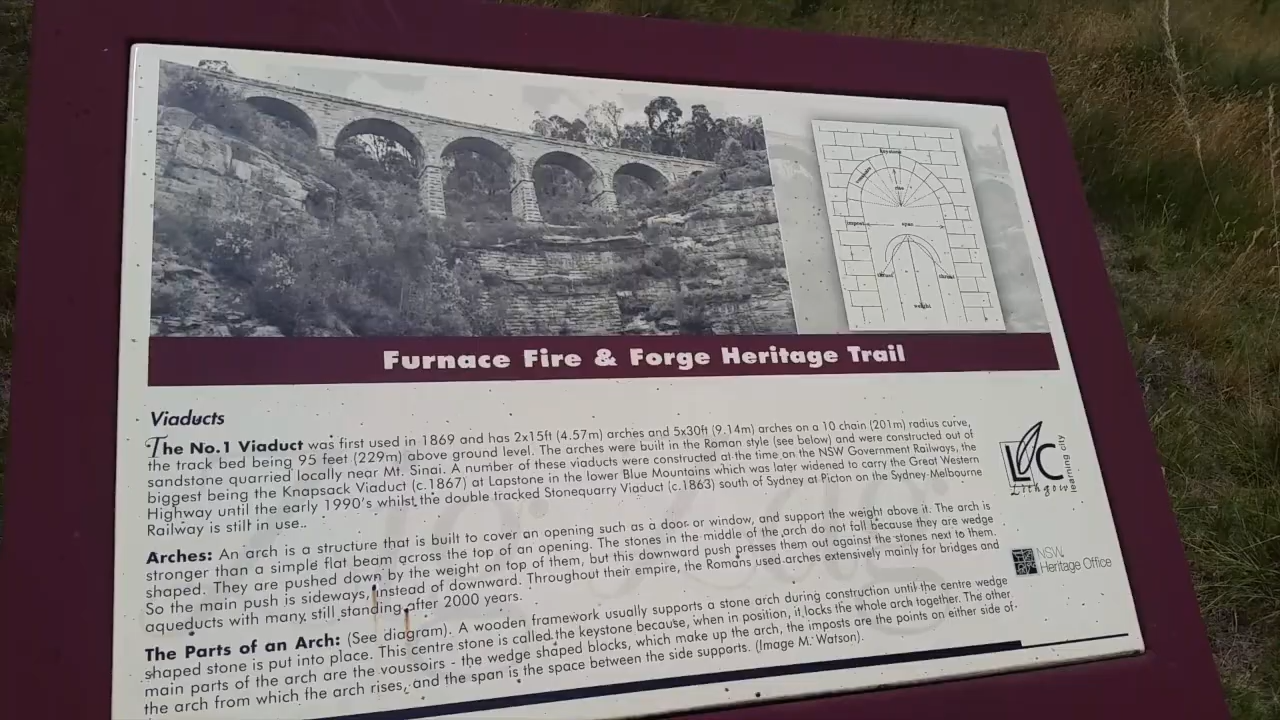 keystone
voussoirs
rise
impost
span
thrust
thrust
weight
Furnace Fire & Forge Heritage Trail
Viaducts
The No.1 Viaduct was first used in 1869 and has 2x15ft (4.57m) arches and 5x30ft (9.14m) arches on a 10 chain (201m) radius curve,
the track bed being 95 feet (229m) above ground level. The arches were built in the Roman style (see below) and were constructed out of
sandstone quarried locally near Mt. Sinai. A number of these viaducts were constructed at the time on the NSW Government Railways, the
biggest being the Knapsack Viaduct (c.1867) at Lapstone in the lower Blue Mountains which was later widened to carry the Great Western
Highway until the early 1990's whilst the double tracked Stonequarry Viaduct (c.1863) south of Sydney at Picton on the Sydney-Melbourne
Railway is still in use..
Arches: An arch is a structure that is built to cover an opening such as a door or window, and support the weight above it. The arch is
stronger than a simple flat beam across the top of an opening. The stones in the middle of the arch do not fall because they are wedge
shaped. They are pushed down by the weight on top of them, but this downward push presses them out against the stones next to them.
So the main push is sideways, instead of downward. Throughout their empire, the Romans used arches extensively mainly for bridges and
aqueducts with many still standing after 2000 years.
The Parts of an Arch: (See diagram). A wooden framework usually supports a stone arch during construction until the centre wedge
shaped stone is put into place. This centre stone is called the keystone because, when in position, it locks the whole arch together. The other
main parts of the arch are the voussoirs - the wedge shaped blocks, which make up the arch, the imposts are the points on either side of
the arch from which the arch rises, and the span is the space between the side supports. (Image M. Watson).
LC
Lithgow
learning city
NSW
Heritage Office